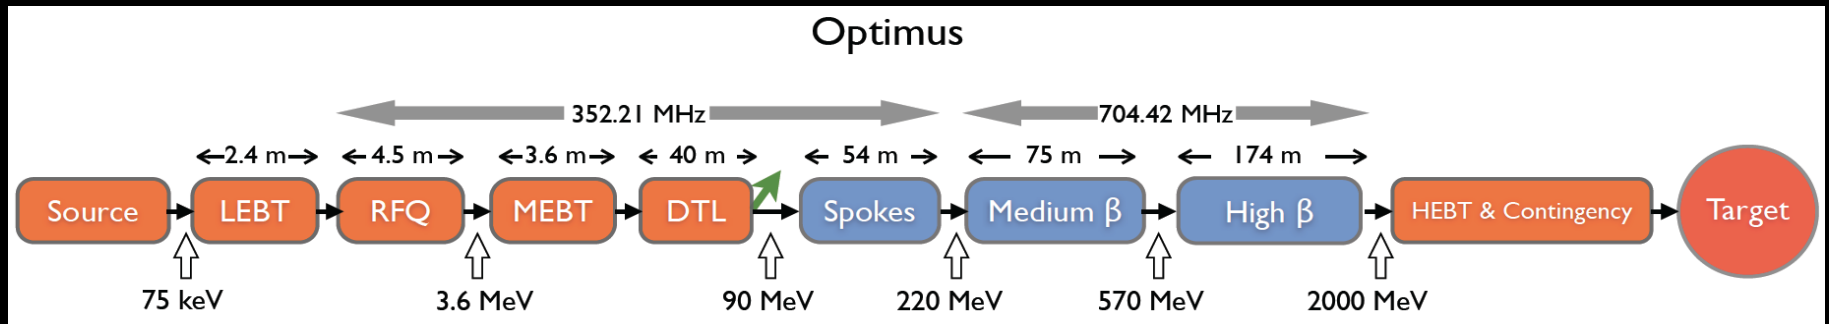 Optimus
352.21 MHz
704.42 MHz
2.4 m
4.5 m
3.6 m
40 m
54 m
75 m
174 m
Source
LEBT
RFQ
MEBT
DTL
Spokes
Medium β
High β
HEBT & Contingency
Target
75 keV
3.6 MeV
90 MeV
220 MeV
570 MeV
2000 MeV